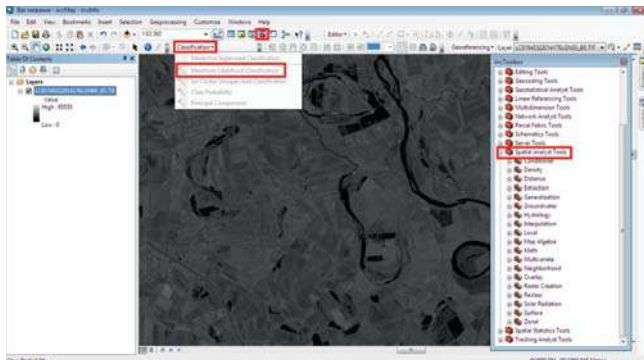 File Edit View Bookmarks Insert Selection Geoprocessing Customize Windows Help
Editor
Classification
Georeferencing
Layer
Table Of Contents
Layers
Value
High : 65535
Low : 0
Interactive Supervised Classification
Maximum Likelihood Classification
Iso Cluster Unsupervised Classification
Class Probability
Principal Components
ArcToolbox
Editing Tools
Geocoding Tools
Geostatistical Analyst Tools
Linear Referencing Tools
Multidimension Tools
Network Analyst Tools
Parcel Fabric Tools
Schematics Tools
Server Tools
Spatial Analyst Tools
Conditional
Density
Distance
Extraction
Generalization
Groundwater
Hydrology
Interpolation
Local
Map Algebra
Math
Multivariate
Neighborhood
Overlay
Raster Creation
Reclass
Solar Radiation
Surface
Zonal
Spatial Statistics Tools
Tracking Analyst Tools